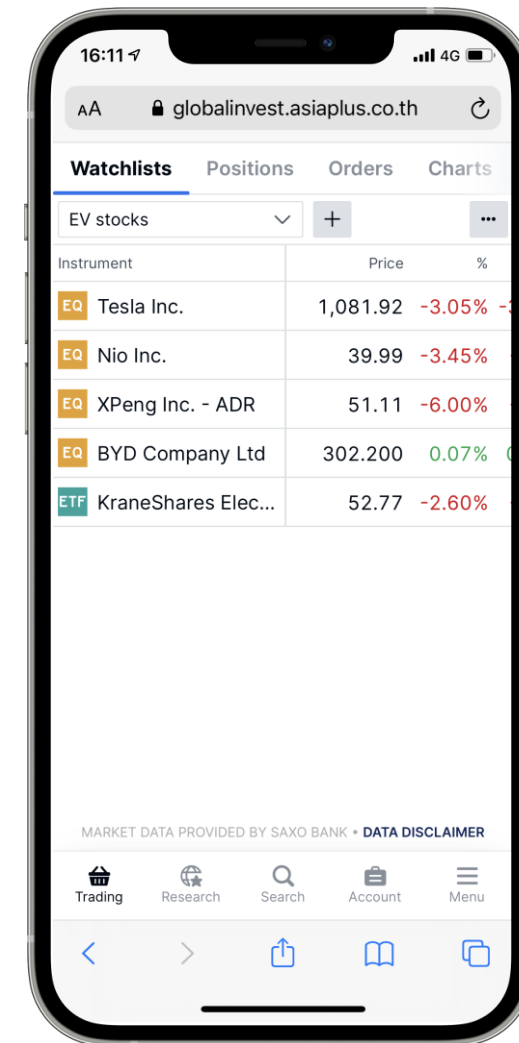 16:11 4G
AA globalinvest.asiaplus.co.th
Watchlists Positions Orders Charts
EV stocks + ...
Instrument Price %
EQ Tesla Inc. 1,081.92 -3.05%
EQ Nio Inc. 39.99 -3.45%
EQ XPeng Inc. - ADR 51.11 -6.00%
EQ BYD Company Ltd 302.200 0.07%
ETF KraneShares Elec... 52.77 -2.60%
MARKET DATA PROVIDED BY SAXO BANK • DATA DISCLAIMER
Trading Research Search Account Menu